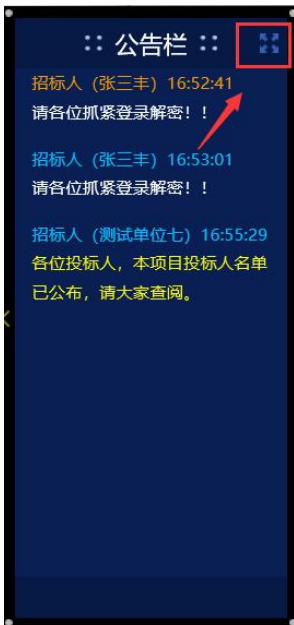 公告栏
招标人（张三丰）16:52:41
请各位抓紧登录解密！！
招标人（张三丰）16:53:01
请各位抓紧登录解密！！
招标人（测试单位七）16:55:29
各位投标人，本项目投标人名单
已公布，请大家查阅。